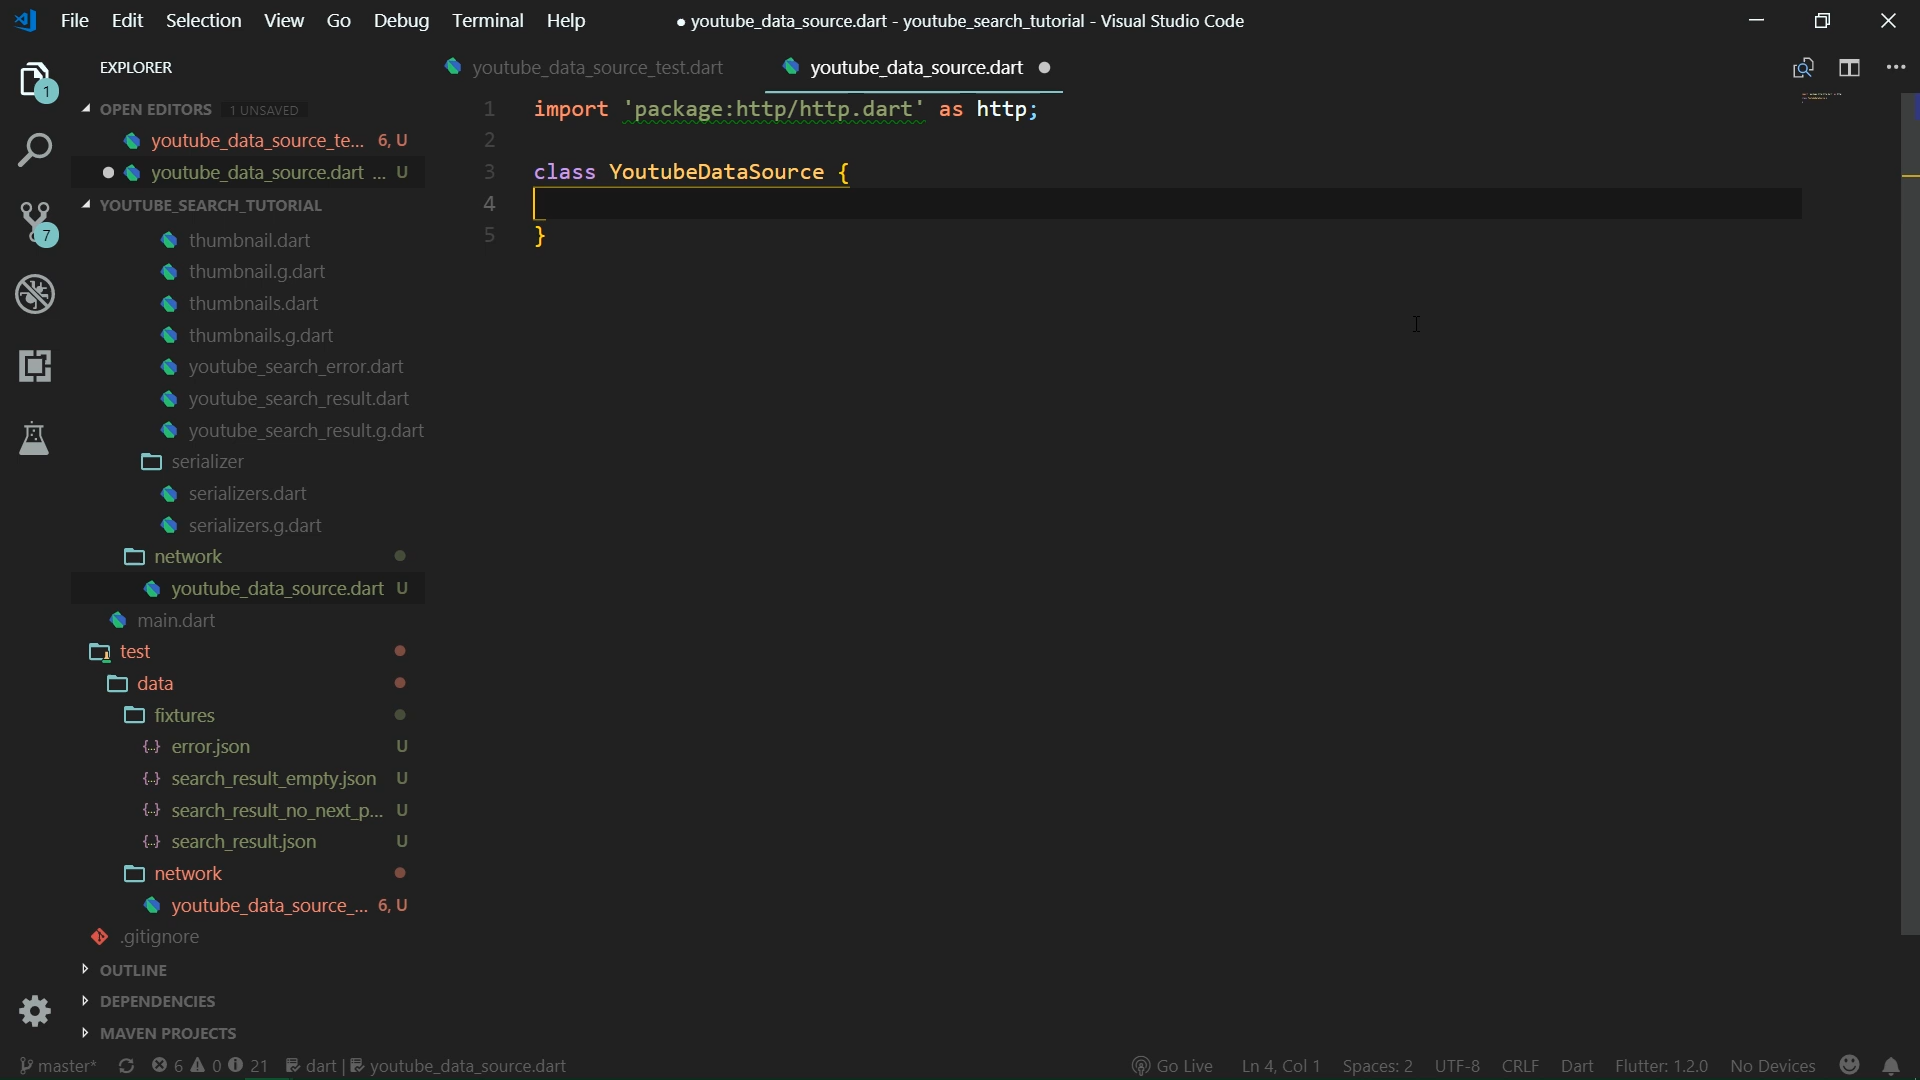 File Edit Selection View Go Debug Terminal Help
● youtube_data_source.dart - youtube_search_tutorial - Visual Studio Code
EXPLORER
1
OPEN EDITORS 1 UNSAVED
youtube_data_source_te... 6, U
youtube_data_source.dart ... U
YOUTUBE_SEARCH_TUTORIAL
7
thumbnail.dart
thumbnail.g.dart
thumbnails.dart
thumbnails.g.dart
youtube_search_error.dart
youtube_search_result.dart
youtube_search_result.g.dart
serializer
serializers.dart
serializers.g.dart
network
youtube_data_source.dart U
main.dart
test
data
fixtures
error.json U
search_result_empty.json U
search_result_no_next_p... U
search_result.json U
network
youtube_data_source_... 6, U
.gitignore
OUTLINE
DEPENDENCIES
MAVEN PROJECTS
youtube_data_source_test.dart
youtube_data_source.dart
1 import 'package:http/http.dart' as http;
2
3 class YoutubeDataSource {
4
5 }
master* 6 0 21 dart | youtube_data_source.dart
Go Live Ln 4, Col 1 Spaces: 2 UTF-8 CRLF Dart Flutter: 1.2.0 No Devices